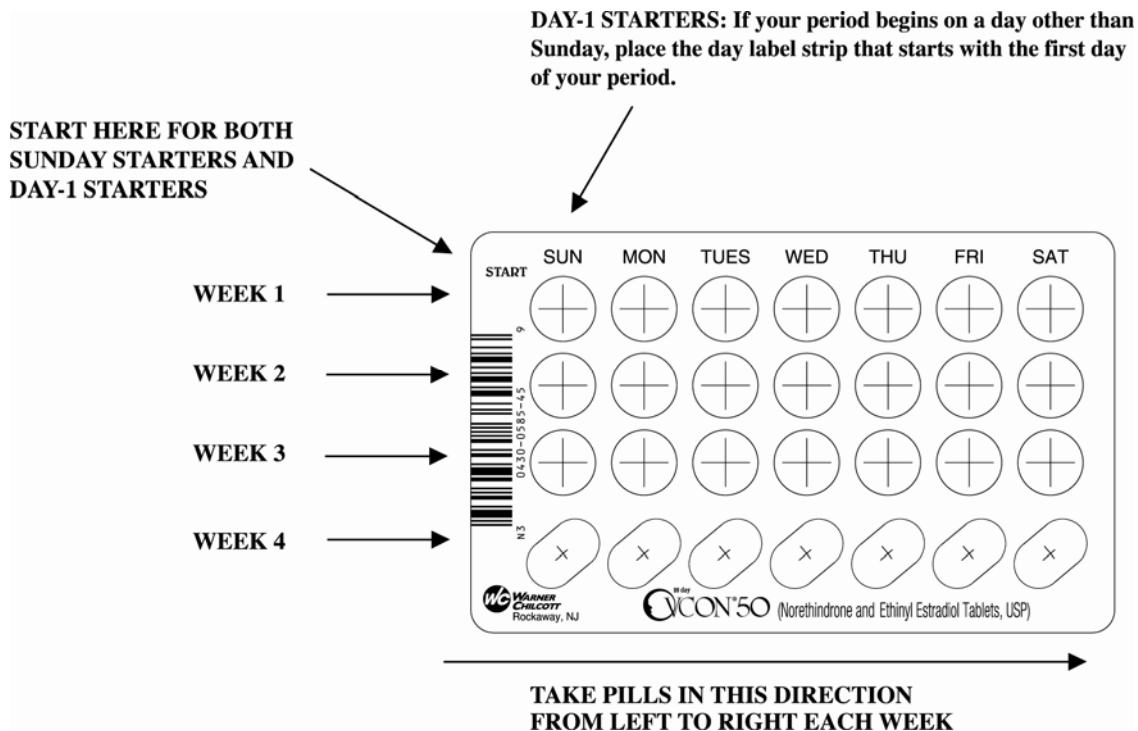 DAY-1 STARTERS: If your period begins on a day other than
Sunday, place the day label strip that starts with the first day
of your period.
START HERE FOR BOTH
SUNDAY STARTERS AND
DAY-1 STARTERS
START
SUN MON TUES WED THU FRI SAT
WEEK 1
WEEK 2
WEEK 3
WEEK 4
9
0430-0585-45
N3
WC WARNER
CHILCOTT
Rockaway, NJ
28 day
OVCON®50 (Norethindrone and Ethinyl Estradiol Tablets, USP)
TAKE PILLS IN THIS DIRECTION
FROM LEFT TO RIGHT EACH WEEK